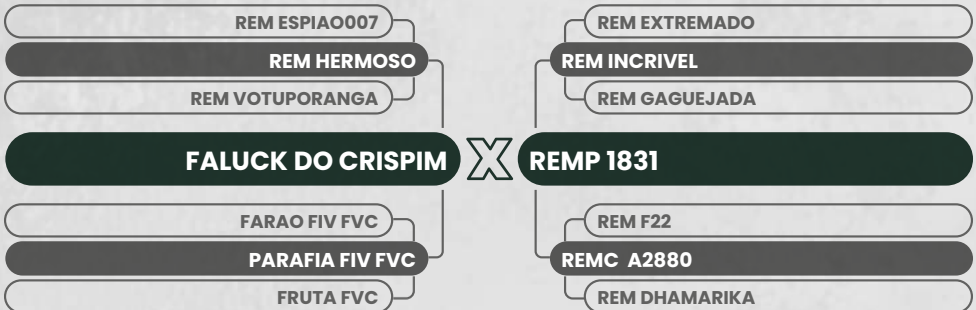 REM ESPIAO007
REM EXTREMADO
REM HERMOSO
REM INCRIVEL
REM VOTUPORANGA
REM GAGUEJADA
FALUCK DO CRISPIM X REMP 1831
FARAO FIV FVC
REM F22
PARAFIA FIV FVC
REMC A2880
FRUTA FVC
REM DHAMARIKA